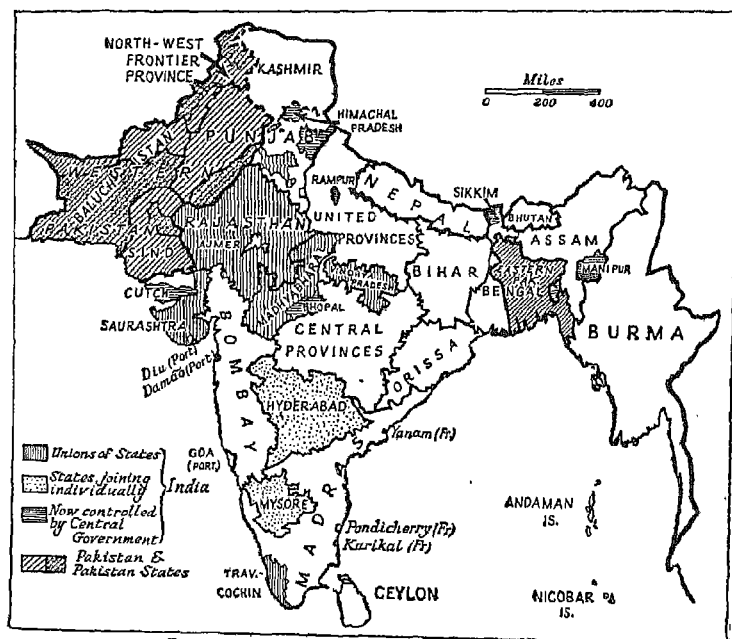 NORTH-WEST
FRONTIER
PROVINCE
KASHMIR
Miles
0 200 400
HIMACHAL
PRADESH
PUNJAB
WESTERN
PAKISTAN
BALUCHISTAN
SIND
RAJASTHAN
AJMER
RAMPUR
UNITED
PROVINCES
NEPAL
SIKKIM
BHUTAN
ASSAM
BIHAR
EASTERN
BENGAL
MANIPUR
BURMA
CUTCH
SAURASHTRA
MADHYABHARAT
BHOPAL
VINDHYA
PRADESH
CENTRAL
PROVINCES
ORISSA
Diu (Port)
Damao (Port)
BOMBAY
HYDERABAD
Yanam (Fr)
GOA
(PORT.)
MYSORE
MADRAS
Pondicherry (Fr)
Kurikal (Fr)
TRAV.-
COCHIN
CEYLON
ANDAMAN
IS.
NICOBAR
IS.
Unions of States
States joining
individually
Now controlled
by Central
Government
India
Pakistan &
Pakistan States